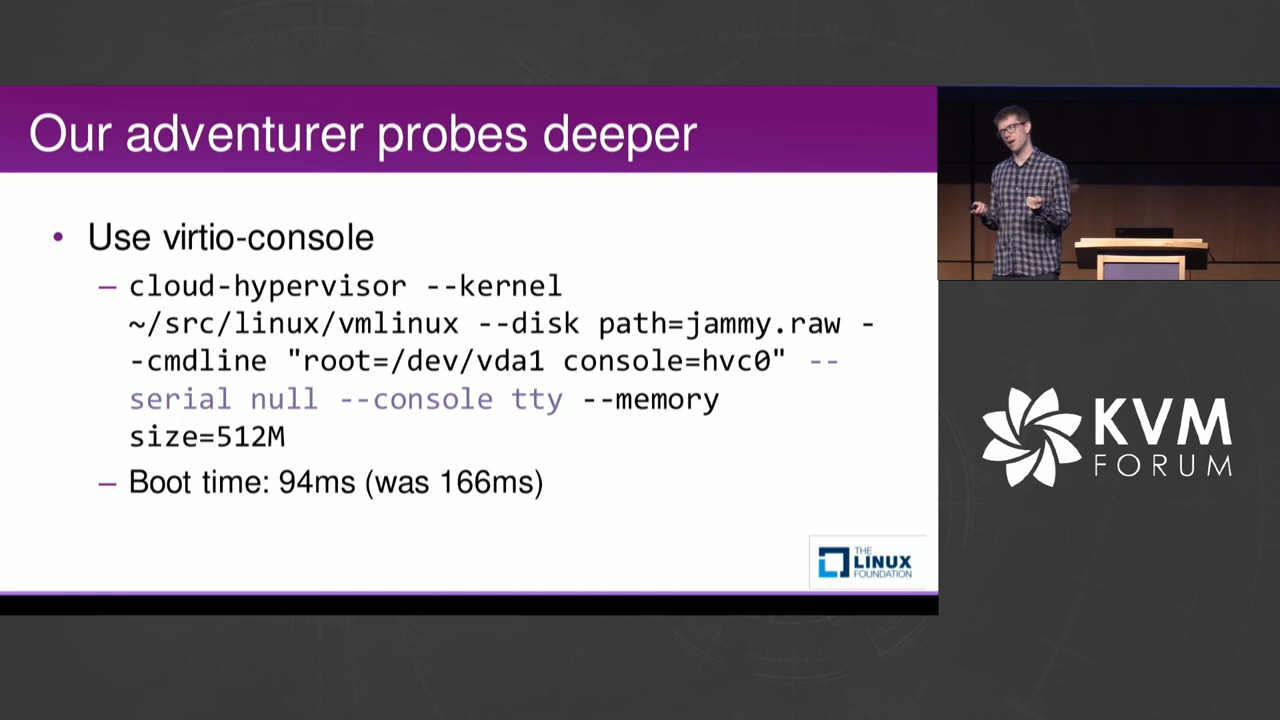 Our adventurer probes deeper
• Use virtio-console
– cloud-hypervisor --kernel
~/src/linux/vmlinux --disk path=jammy.raw -
-cmdline "root=/dev/vda1 console=hvc0" --
serial null --console tty --memory
size=512M
– Boot time: 94ms (was 166ms)
THE
LINUX
FOUNDATION
KVM
FORUM